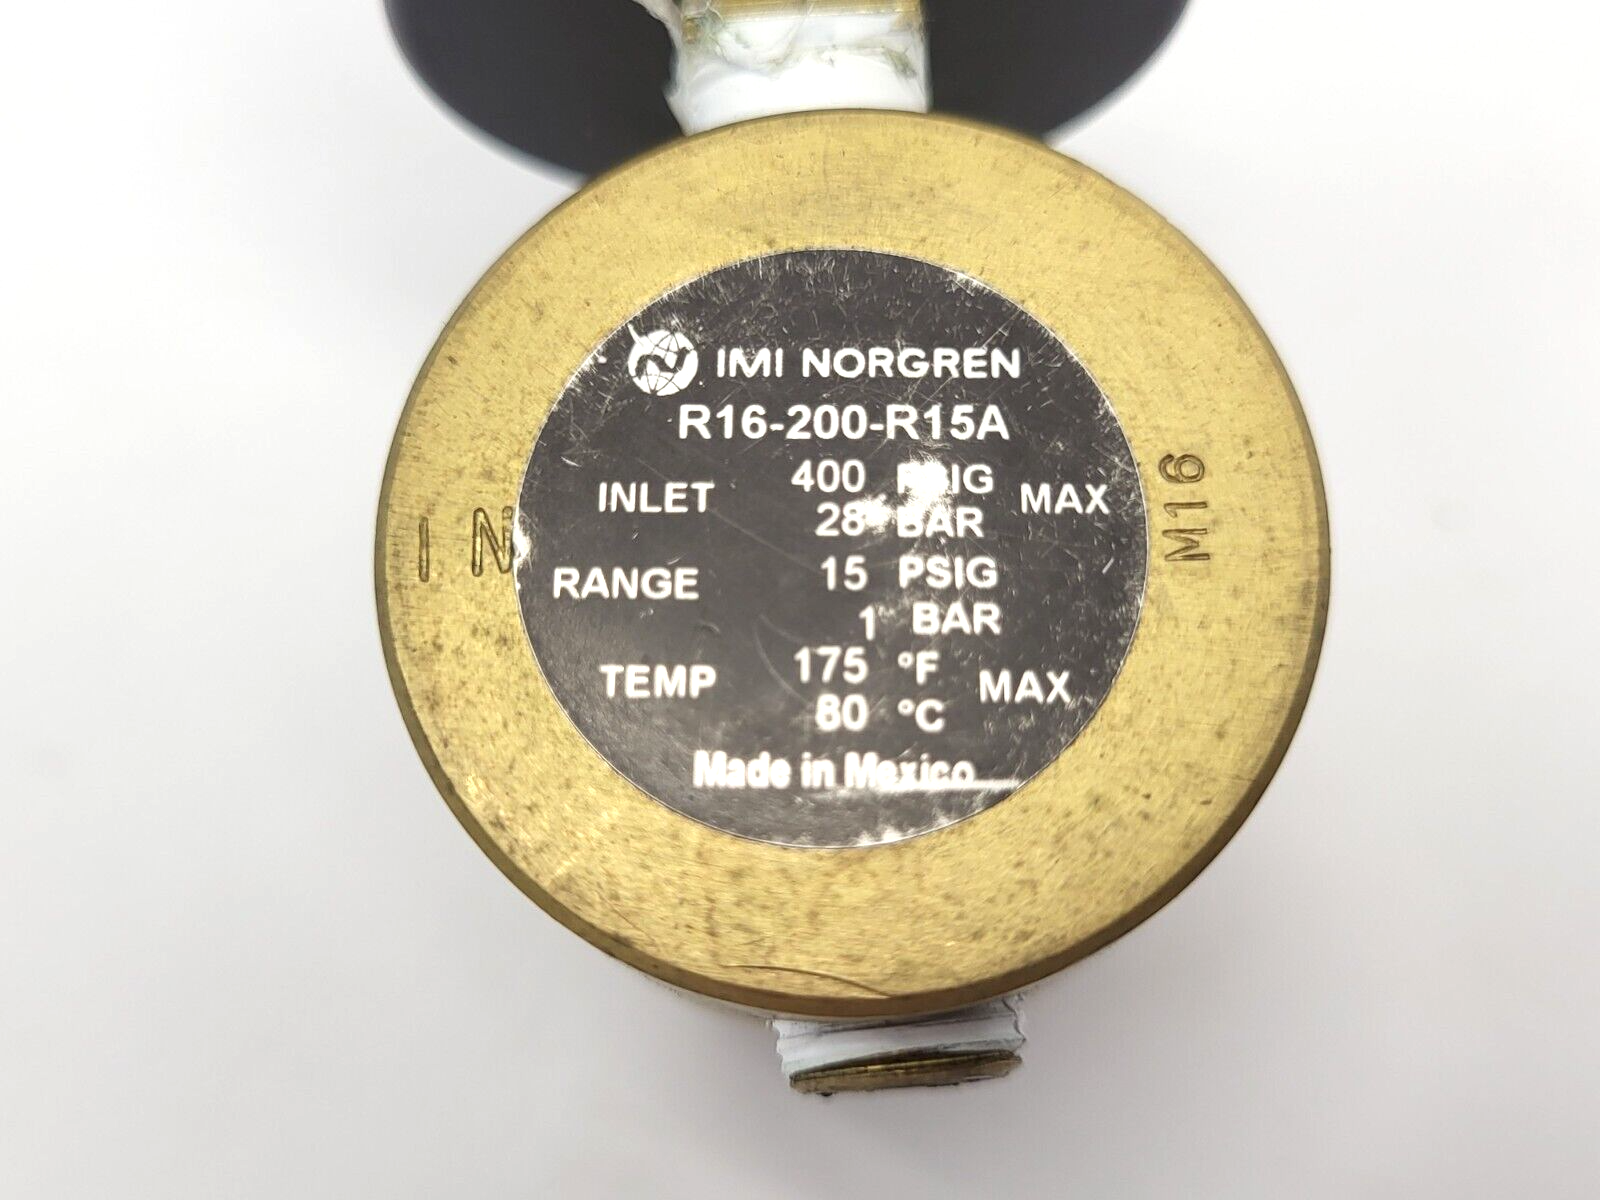 IMI NORGREN
R16-200-R15A
INLET 400 PSIG MAX
28 BAR
RANGE 15 PSIG
1 BAR
TEMP 175 °F MAX
80 °C
Made in Mexico
IN
M16